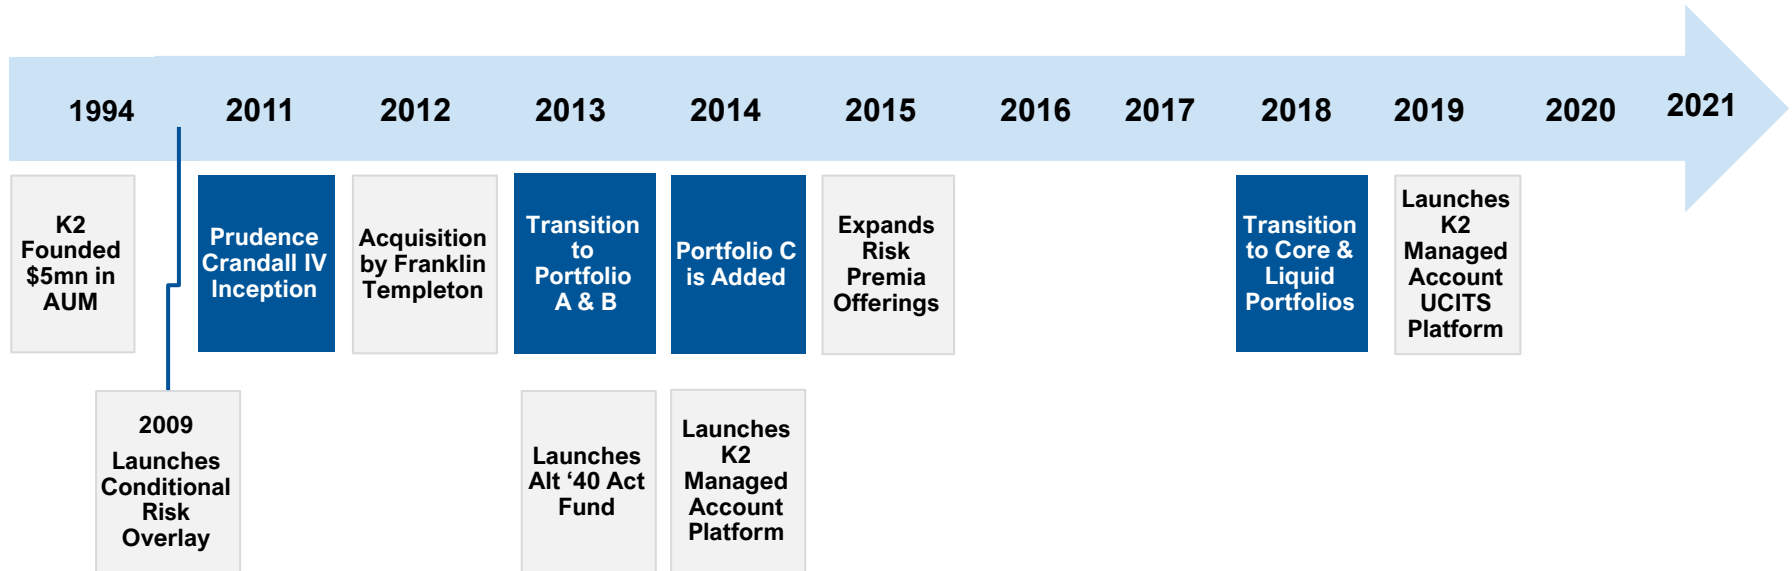 1994 2011 2012 2013 2014 2015 2016 2017 2018 2019 2020 2021
K2
Founded
$5mn in
AUM
Prudence
Crandall IV
Inception
Acquisition
by Franklin
Templeton
Transition
to
Portfolio
A & B
Portfolio C
is Added
Expands
Risk
Premia
Offerings
Transition
to Core &
Liquid
Portfolios
Launches
K2
Managed
Account
UCITS
Platform
2009
Launches
Conditional
Risk
Overlay
Launches
Alt ‘40 Act
Fund
Launches
K2
Managed
Account
Platform